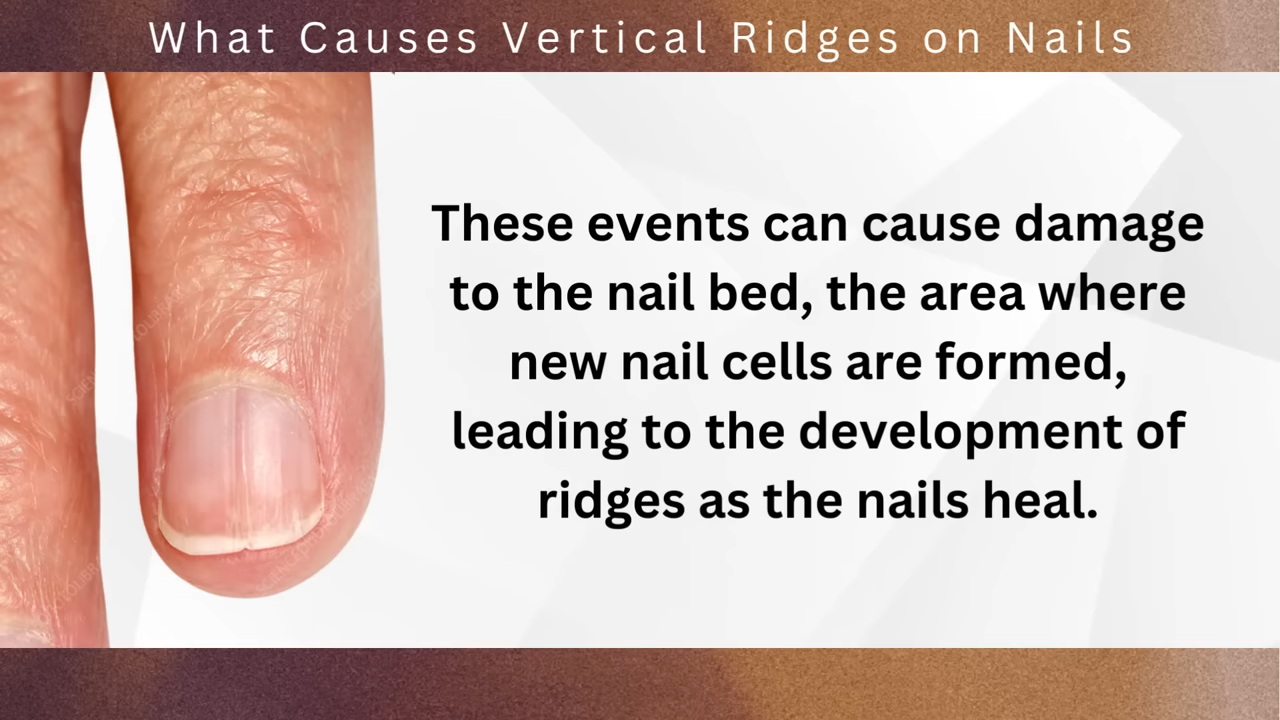 What Causes Vertical Ridges on Nails
These events can cause damage
to the nail bed, the area where
new nail cells are formed,
leading to the development of
ridges as the nails heal.